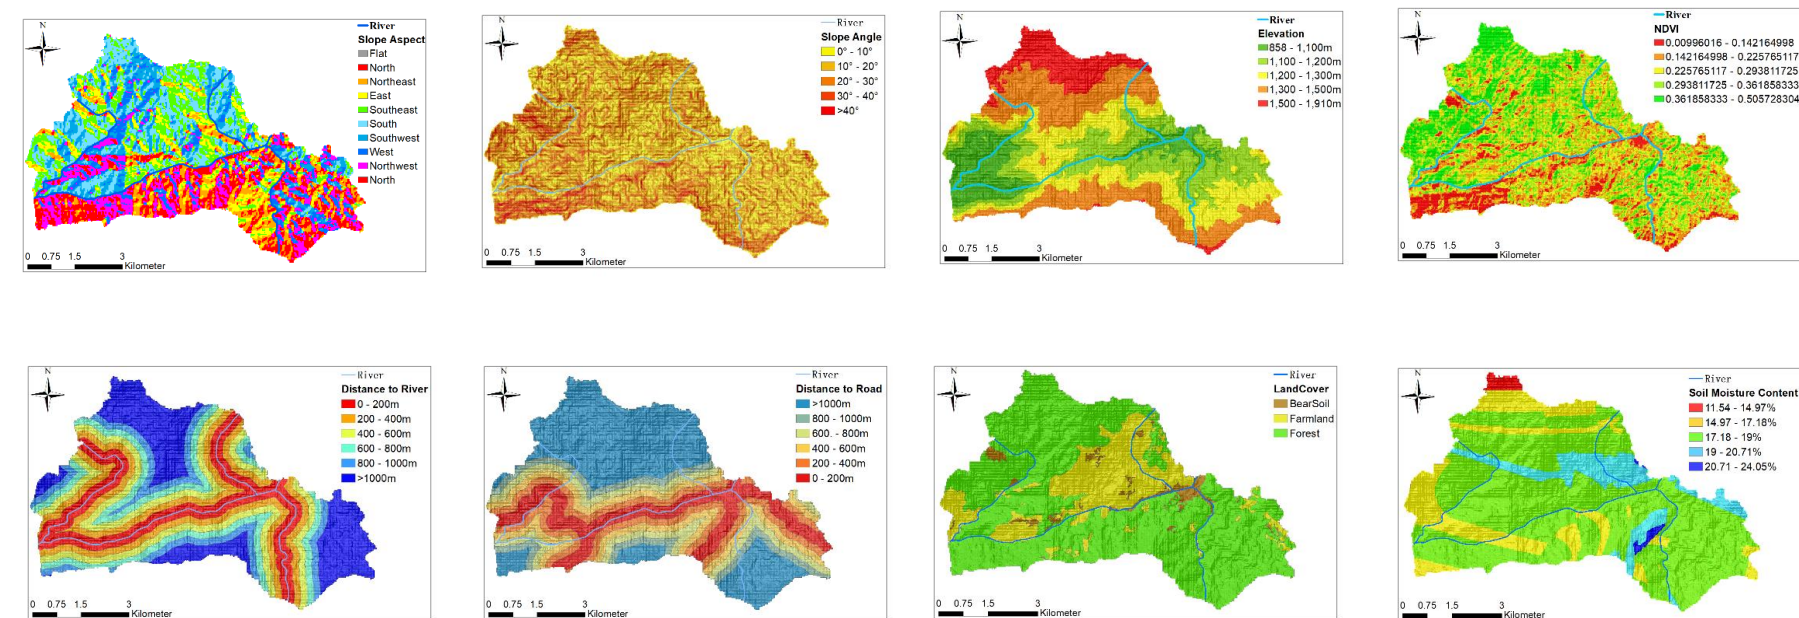 N
River
Slope Aspect
Flat
North
Northeast
East
Southeast
South
Southwest
West
Northwest
North
0 0.75 1.5 3
Kilometer
N
River
Slope Angle
0° - 10°
10° - 20°
20° - 30°
30° - 40°
>40°
0 0.75 1.5 3
Kilometer
N
River
Elevation
858 - 1,100m
1,100 - 1,200m
1,200 - 1,300m
1,300 - 1,500m
1,500 - 1,910m
0 0.75 1.5 3
Kilometer
N
River
NDVI
0.00996016 - 0.142164998
0.142164998 - 0.225765117
0.225765117 - 0.293811725
0.293811725 - 0.361858333
0.361858333 - 0.505728304
0 0.75 1.5 3
Kilometer
N
River
Distance to River
0 - 200m
200 - 400m
400 - 600m
600 - 800m
800 - 1000m
>1000m
0 0.75 1.5 3
Kilometer
N
River
Distance to Road
>1000m
800 - 1000m
600. - 800m
400 - 600m
200 - 400m
0 - 200m
0 0.75 1.5 3
Kilometer
N
River
LandCover
BearSoil
Farmland
Forest
0 0.75 1.5 3
Kilometer
N
River
Soil Moisture Content
11.54 - 14.97%
14.97 - 17.18%
17.18 - 19%
19 - 20.71%
20.71 - 24.05%
0 0.75 1.5 3
Kilometer